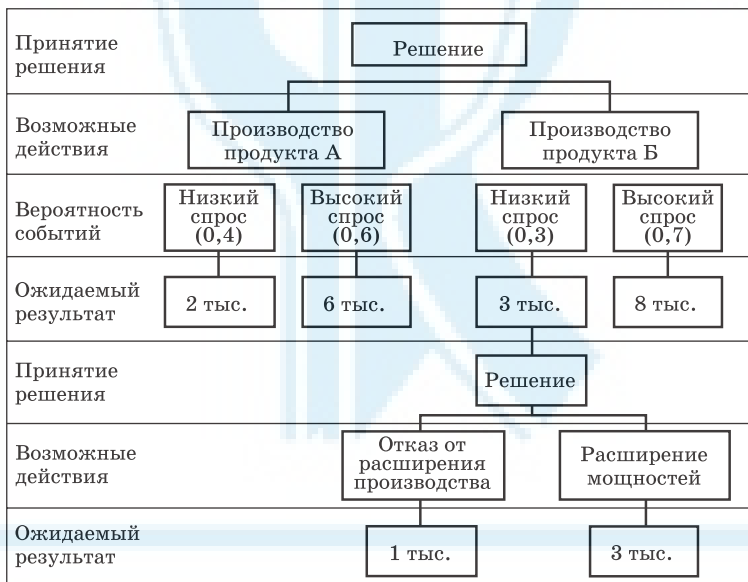 Принятие
решения
Решение
Возможные
действия
Производство
продукта А
Производство
продукта Б
Вероятность
событий
Низкий
спрос
(0,4)
Высокий
спрос
(0,6)
Низкий
спрос
(0,3)
Высокий
спрос
(0,7)
Ожидаемый
результат
2 тыс.
6 тыс.
3 тыс.
8 тыс.
Принятие
решения
Решение
Возможные
действия
Отказ от
расширения
производства
Расширение
мощностей
Ожидаемый
результат
1 тыс.
3 тыс.